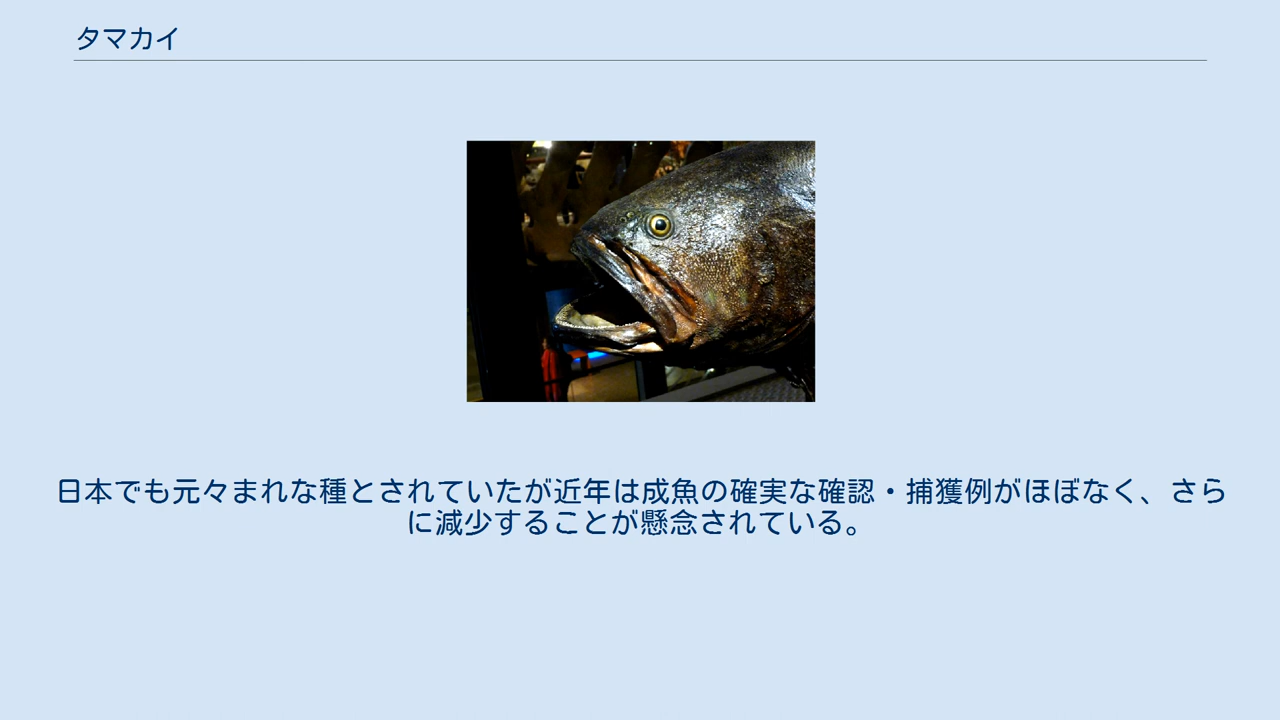 タマカイ
日本でも元々まれな種とされていたが近年は成魚の確実な確認・捕獲例がほぼなく、さら
に減少することが懸念されている。